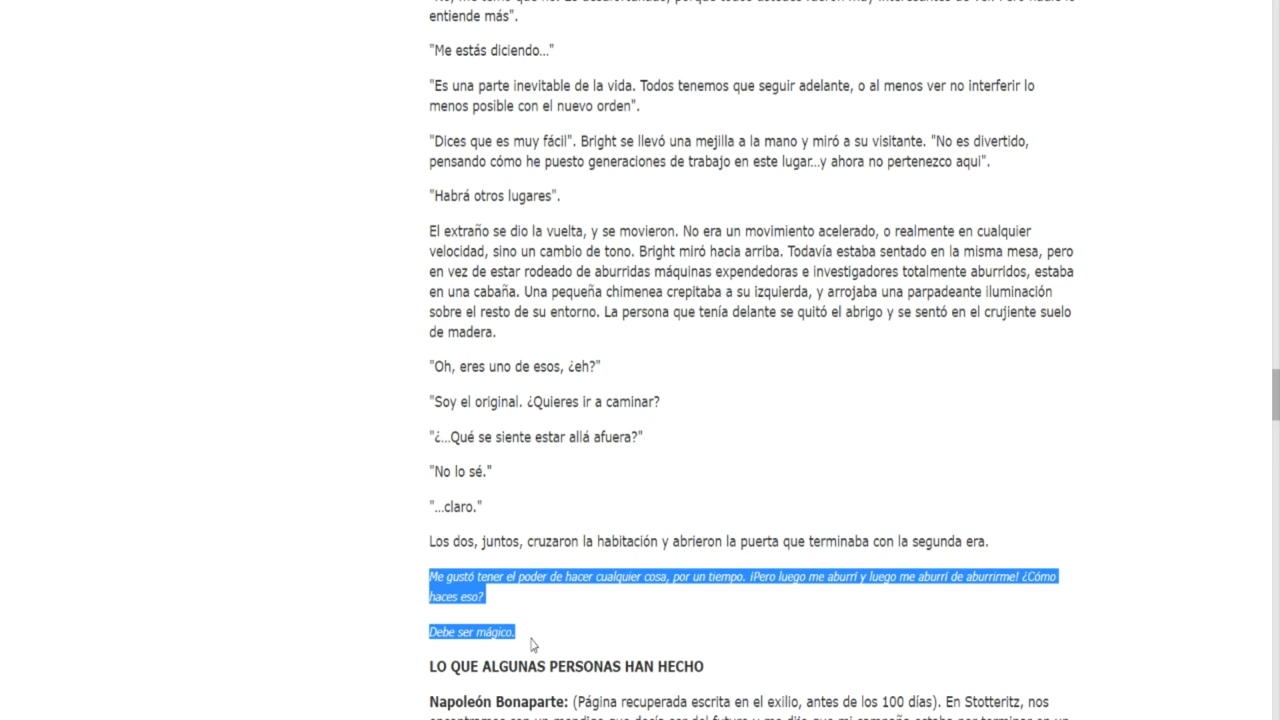 entiende más".
"Me estás diciendo…"
"Es una parte inevitable de la vida. Todos tenemos que seguir adelante, o al menos ver no interferir lo
menos posible con el nuevo orden".
"Dices que es muy fácil". Bright se llevó una mejilla a la mano y miró a su visitante. "No es divertido,
pensando cómo he puesto generaciones de trabajo en este lugar…y ahora no pertenezco aquí".
"Habrá otros lugares".
El extraño se dio la vuelta, y se movieron. No era un movimiento acelerado, o realmente en cualquier
velocidad, sino un cambio de tono. Bright miró hacia arriba. Todavía estaba sentado en la misma mesa, pero
en vez de estar rodeado de aburridas máquinas expendedoras e investigadores totalmente aburridos, estaba
en una cabaña. Una pequeña chimenea crepitaba a su izquierda, y arrojaba una parpadeante iluminación
sobre el resto de su entorno. La persona que tenía delante se quitó el abrigo y se sentó en el crujiente suelo
de madera.
"Oh, eres uno de esos, ¿eh?"
"Soy el original. ¿Quieres ir a caminar?
"¿…Qué se siente estar allá afuera?"
"No lo sé."
"…claro."
Los dos, juntos, cruzaron la habitación y abrieron la puerta que terminaba con la segunda era.
Me gustó tener el poder de hacer cualquier cosa, por un tiempo. ¡Pero luego me aburrí y luego me aburrí de aburrirme! ¿Cómo
haces eso?
Debe ser mágico.
LO QUE ALGUNAS PERSONAS HAN HECHO
Napoleón Bonaparte: (Página recuperada escrita en el exilio, antes de los 100 días). En Stotteritz, nos